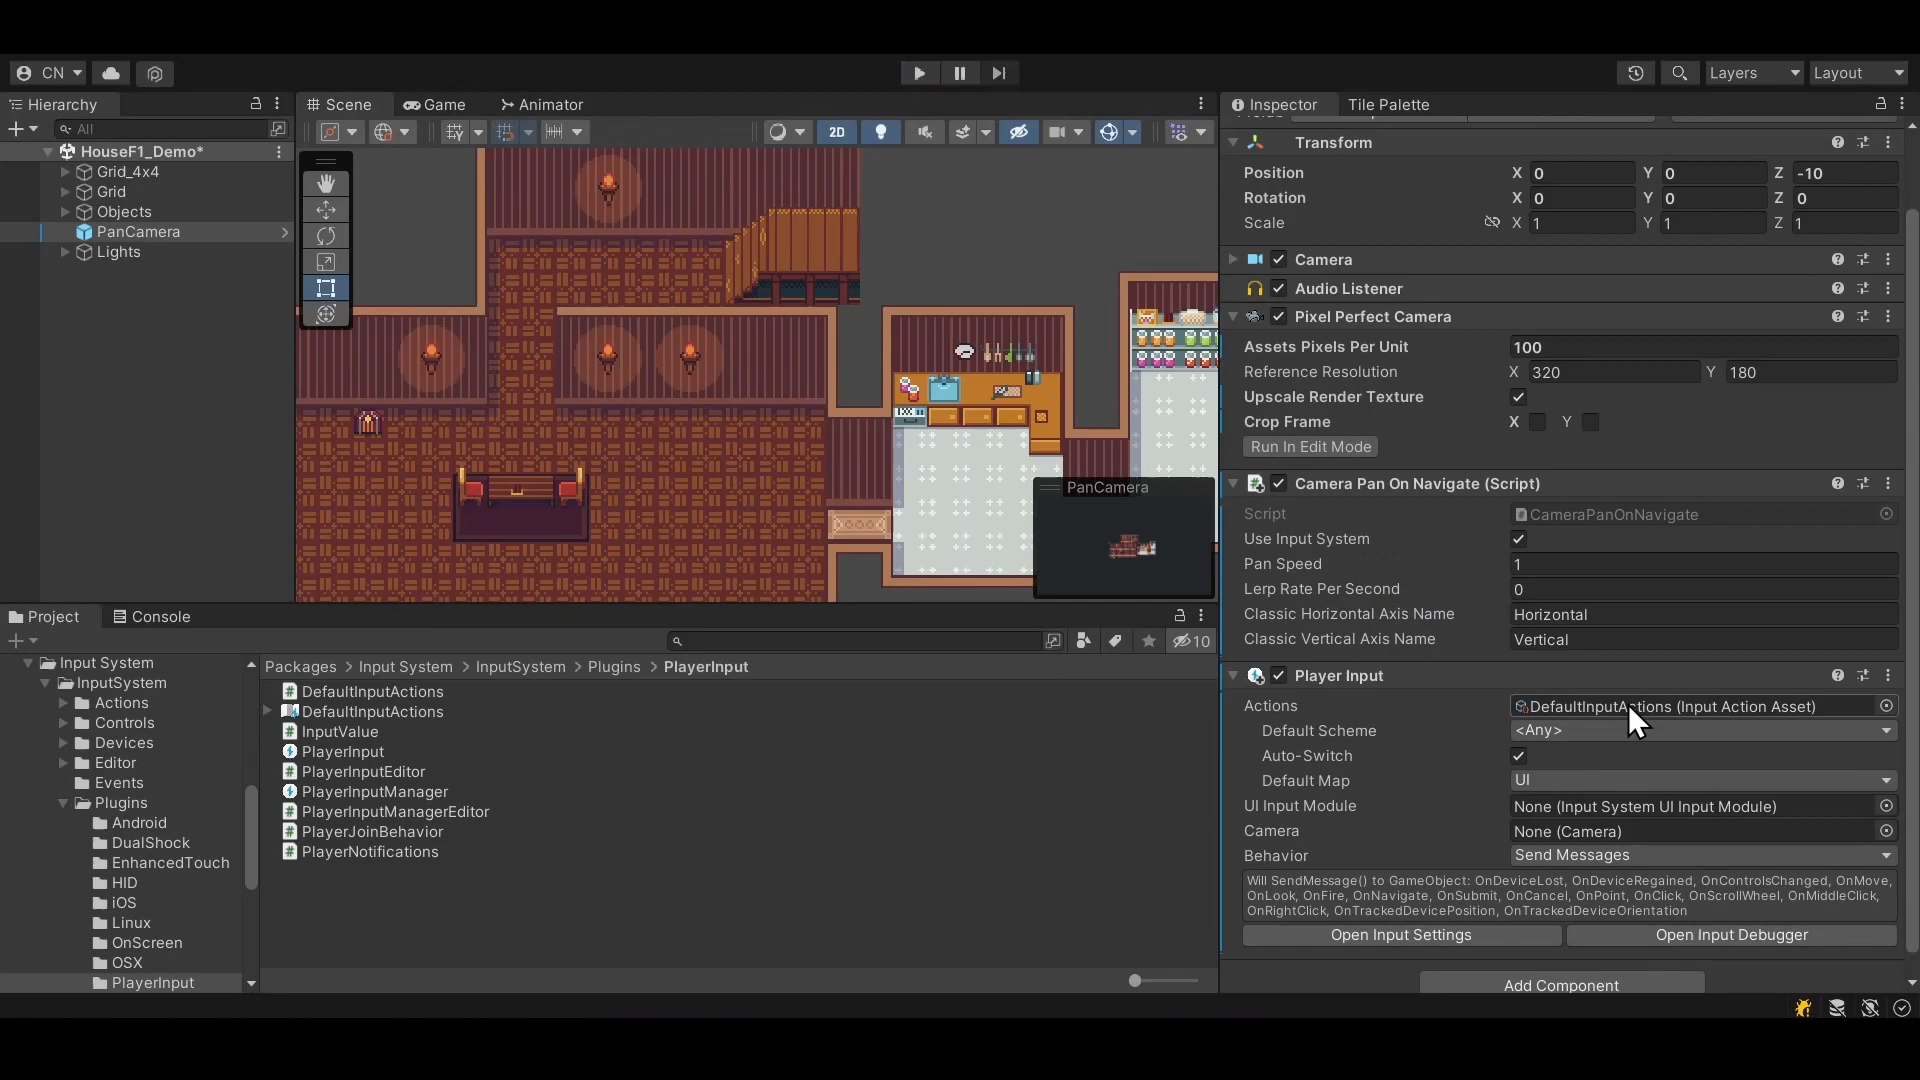 CN
Layers
Layout
Hierarchy
Scene
Game
Animator
Inspector
Tile Palette
All
2D
HouseF1_Demo*
Grid_4x4
Grid
Objects
PanCamera
Lights
Transform
Position X 0 Y 0 Z -10
Rotation X 0 Y 0 Z 0
Scale X 1 Y 1 Z 1
Camera
Audio Listener
Pixel Perfect Camera
Assets Pixels Per Unit 100
Reference Resolution X 320 Y 180
Upscale Render Texture
Crop Frame X Y
Run In Edit Mode
PanCamera
Camera Pan On Navigate (Script)
Script CameraPanOnNavigate
Use Input System
Pan Speed 1
Lerp Rate Per Second 0
Classic Horizontal Axis Name Horizontal
Classic Vertical Axis Name Vertical
Player Input
Actions DefaultInputActions (Input Action Asset)
Default Scheme <Any>
Auto-Switch
Default Map UI
UI Input Module None (Input System UI Input Module)
Camera None (Camera)
Behavior Send Messages
Will SendMessage() to GameObject: OnDeviceLost, OnDeviceRegained, OnControlsChanged, OnMove,
OnLook, OnFire, OnNavigate, OnSubmit, OnCancel, OnPoint, OnClick, OnScrollWheel, OnMiddleClick,
OnRightClick, OnTrackedDevicePosition, OnTrackedDeviceOrientation
Open Input Settings
Open Input Debugger
Add Component
Project
Console
10
Input System
InputSystem
Actions
Controls
Devices
Editor
Events
Plugins
Android
DualShock
EnhancedTouch
HID
iOS
Linux
OnScreen
OSX
PlayerInput
Packages > Input System > InputSystem > Plugins > PlayerInput
DefaultInputActions
DefaultInputActions
InputValue
PlayerInput
PlayerInputEditor
PlayerInputManager
PlayerInputManagerEditor
PlayerJoinBehavior
PlayerNotifications